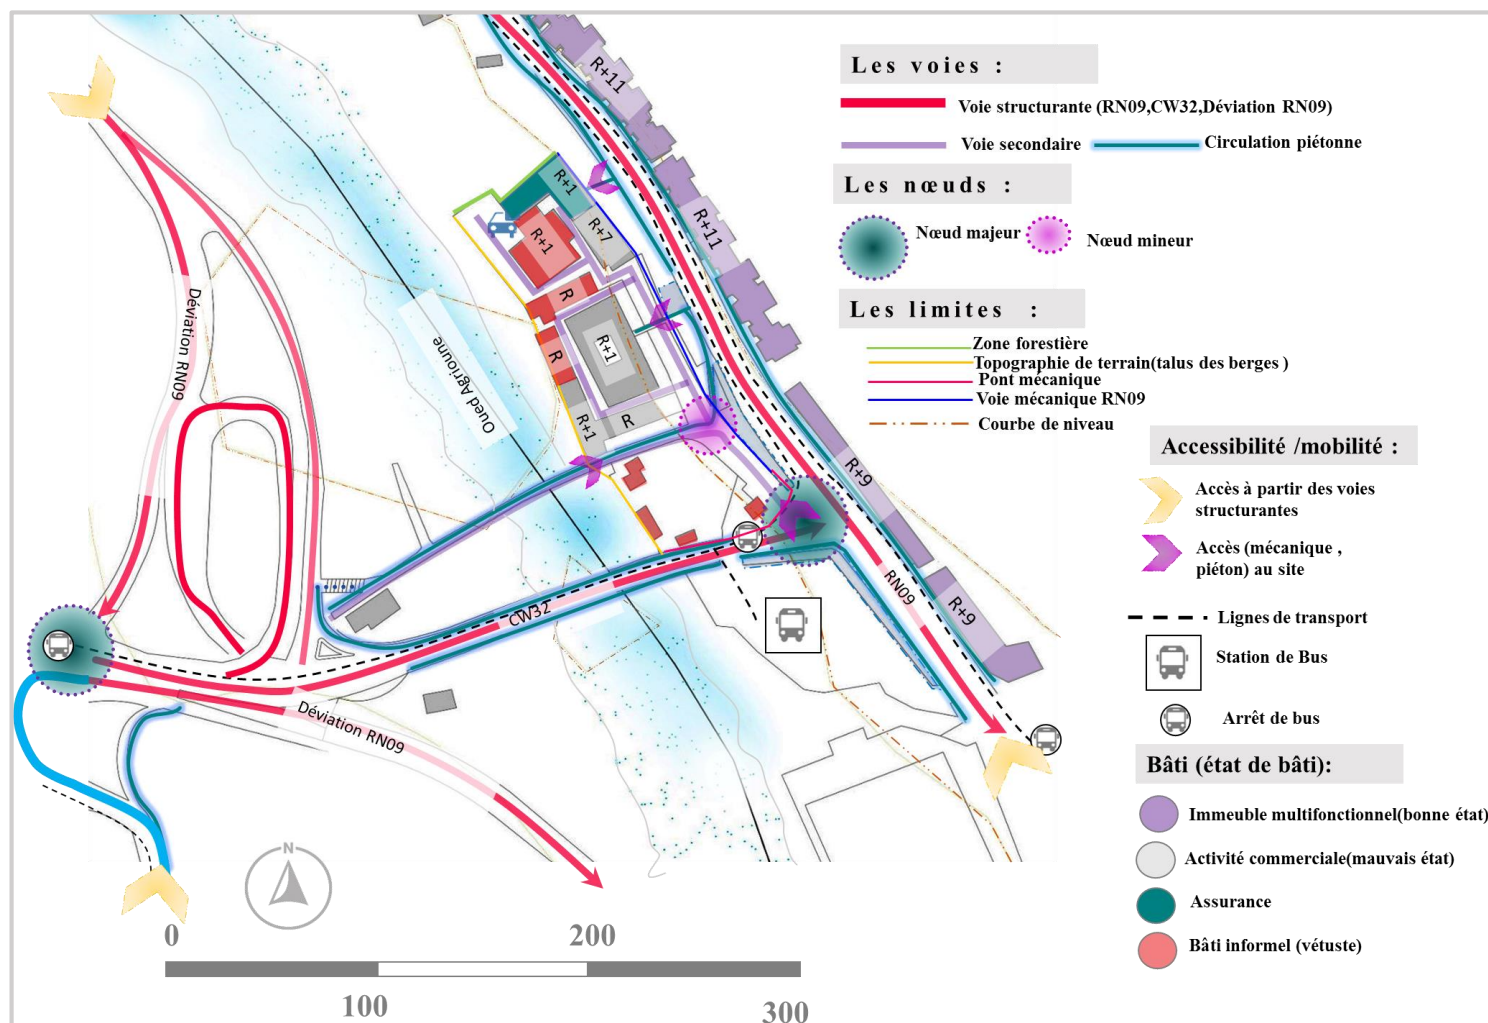 Les voies :
Voie structurante (RN09,CW32,Déviation RN09)
Voie secondaire
Circulation piétonne
Les nœuds :
Nœud majeur
Nœud mineur
Les limites :
Zone forestière
Topographie de terrain(talus des berges )
Pont mécanique
Voie mécanique RN09
Courbe de niveau
Accessibilité /mobilité :
Accès à partir des voies
structurantes
Accès (mécanique ,
piéton) au site
Lignes de transport
Station de Bus
Arrêt de bus
Bâti (état de bâti):
Immeuble multifonctionnel(bonne état)
Activité commerciale(mauvais état)
Assurance
Bâti informel (vétuste)
R+11
R+11
R+1
R+7
R+1
R
R
R+1
R+1
R
R+9
R+9
Déviation RN09
Oued Agrioune
CW32
RN09
Déviation RN09
N
0
200
100
300